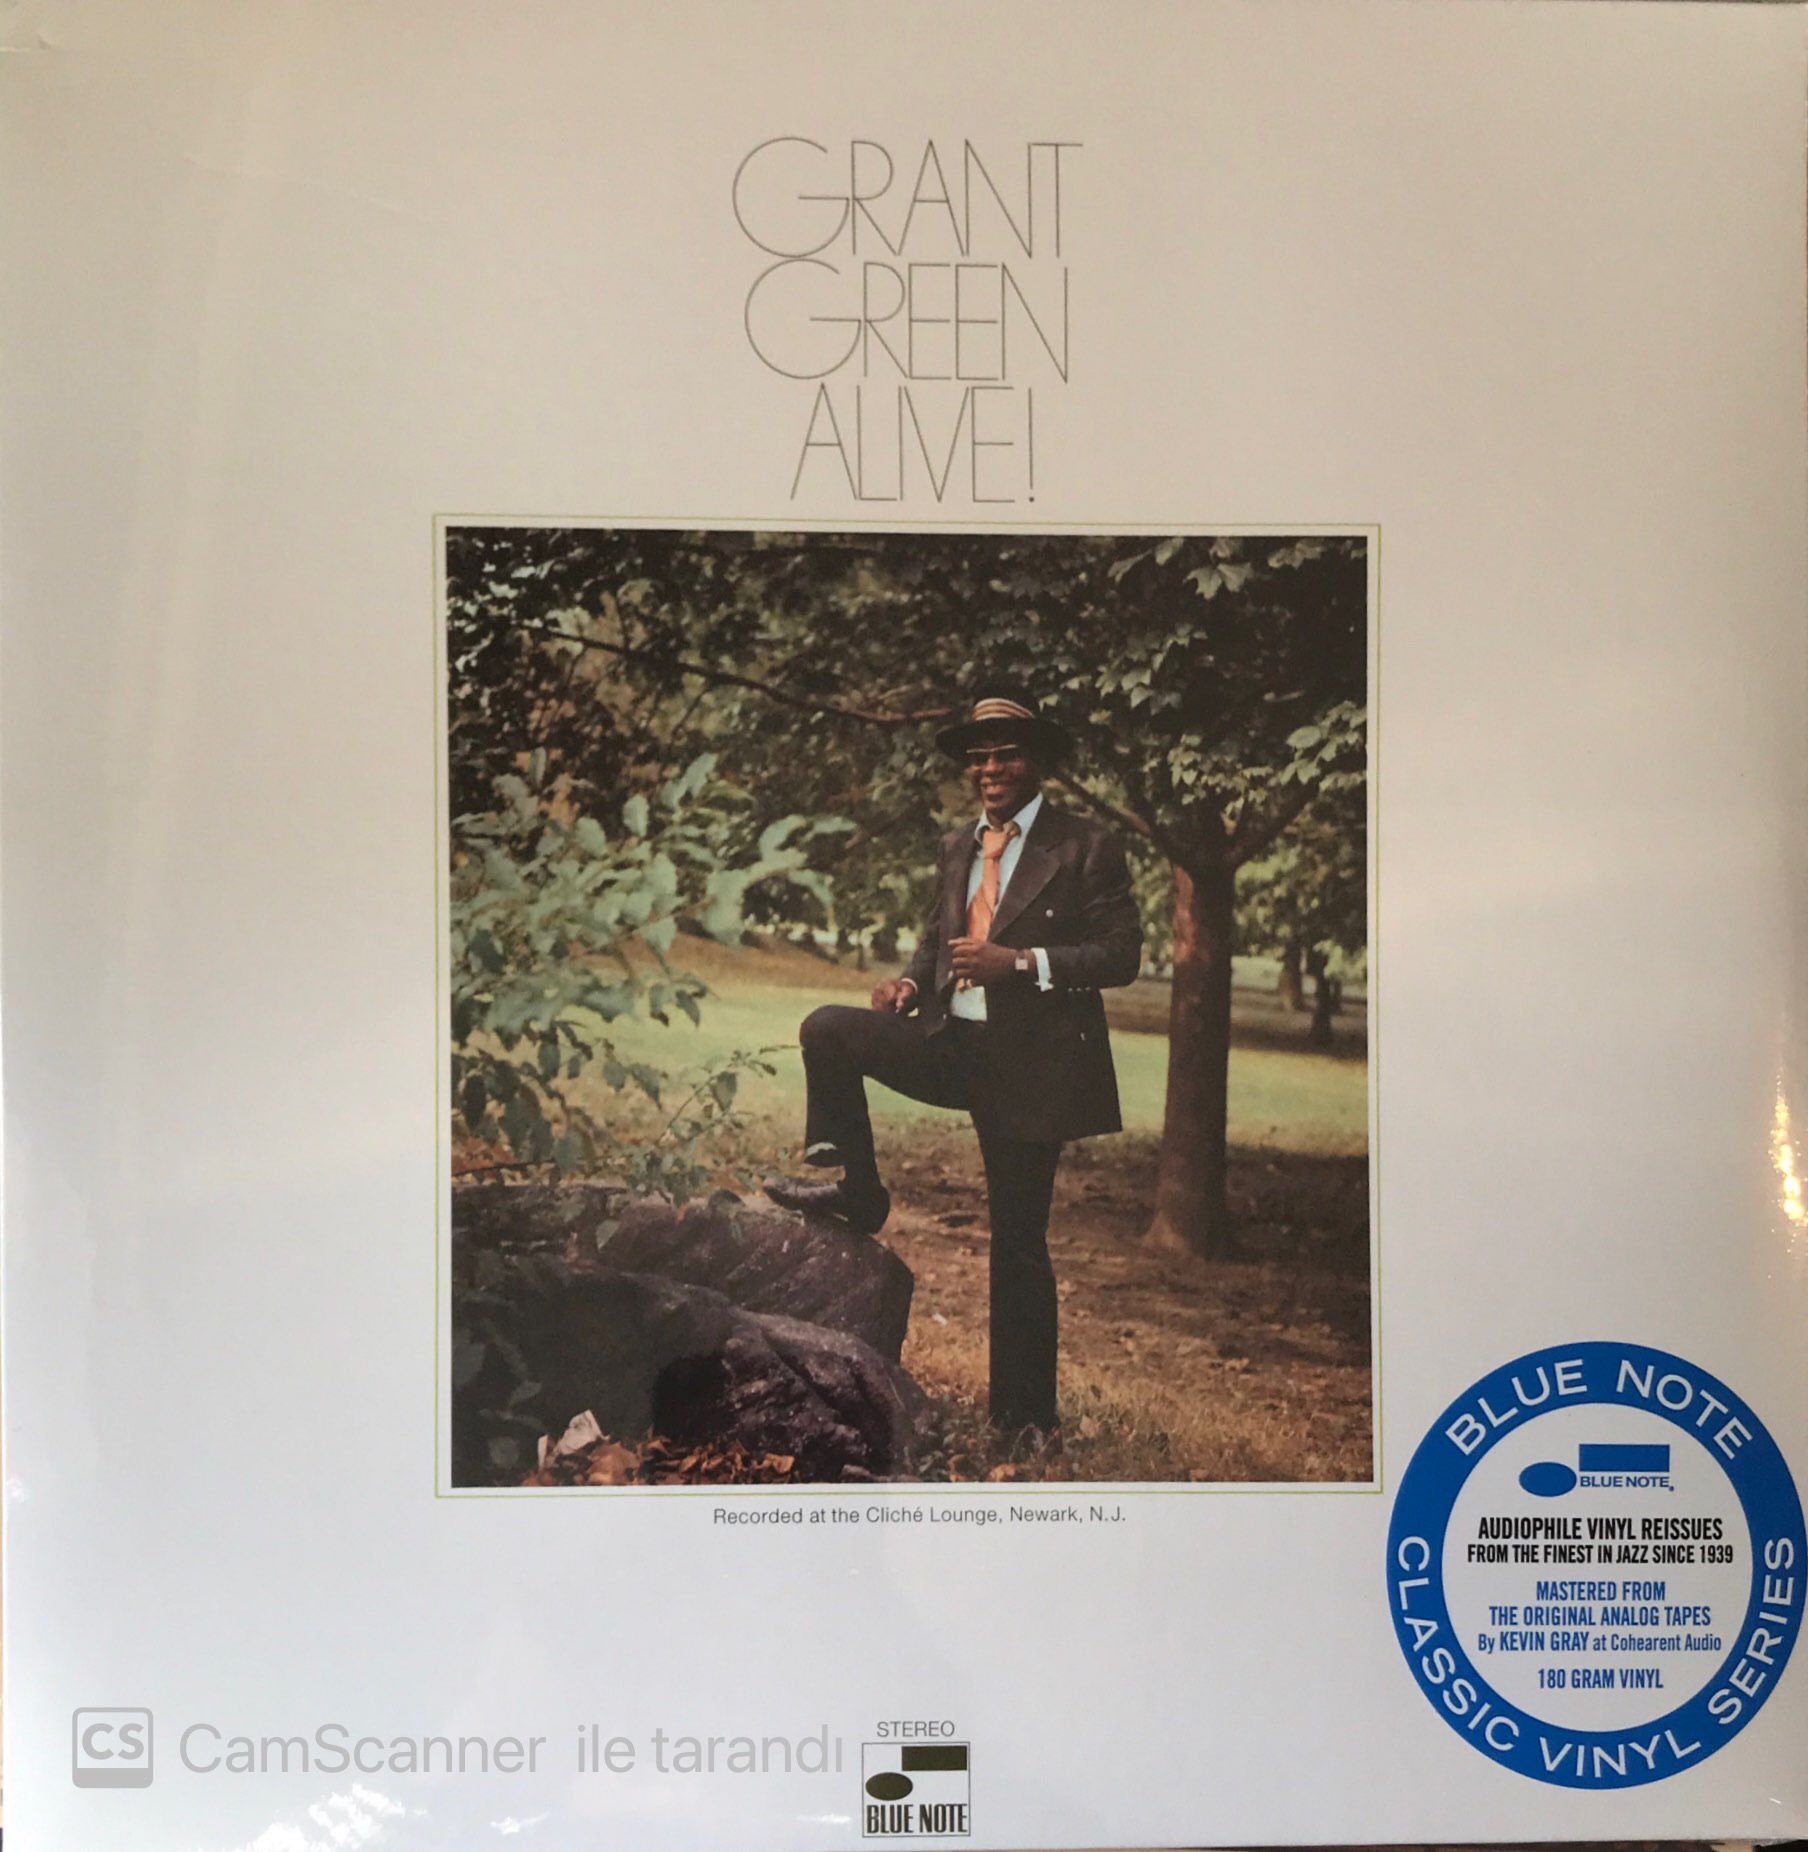 GRANT
GREEN
ALIVE!
Recorded at the Cliché Lounge, Newark, N.J.
BLUE NOTE
BLUE NOTE®
AUDIOPHILE VINYL REISSUES
FROM THE FINEST IN JAZZ SINCE 1939
MASTERED FROM
THE ORIGINAL ANALOG TAPES
By KEVIN GRAY at Cohearent Audio
180 GRAM VINYL
CLASSIC VINYL SERIES
CS CamScanner ile tarandı
STEREO
BLUE NOTE